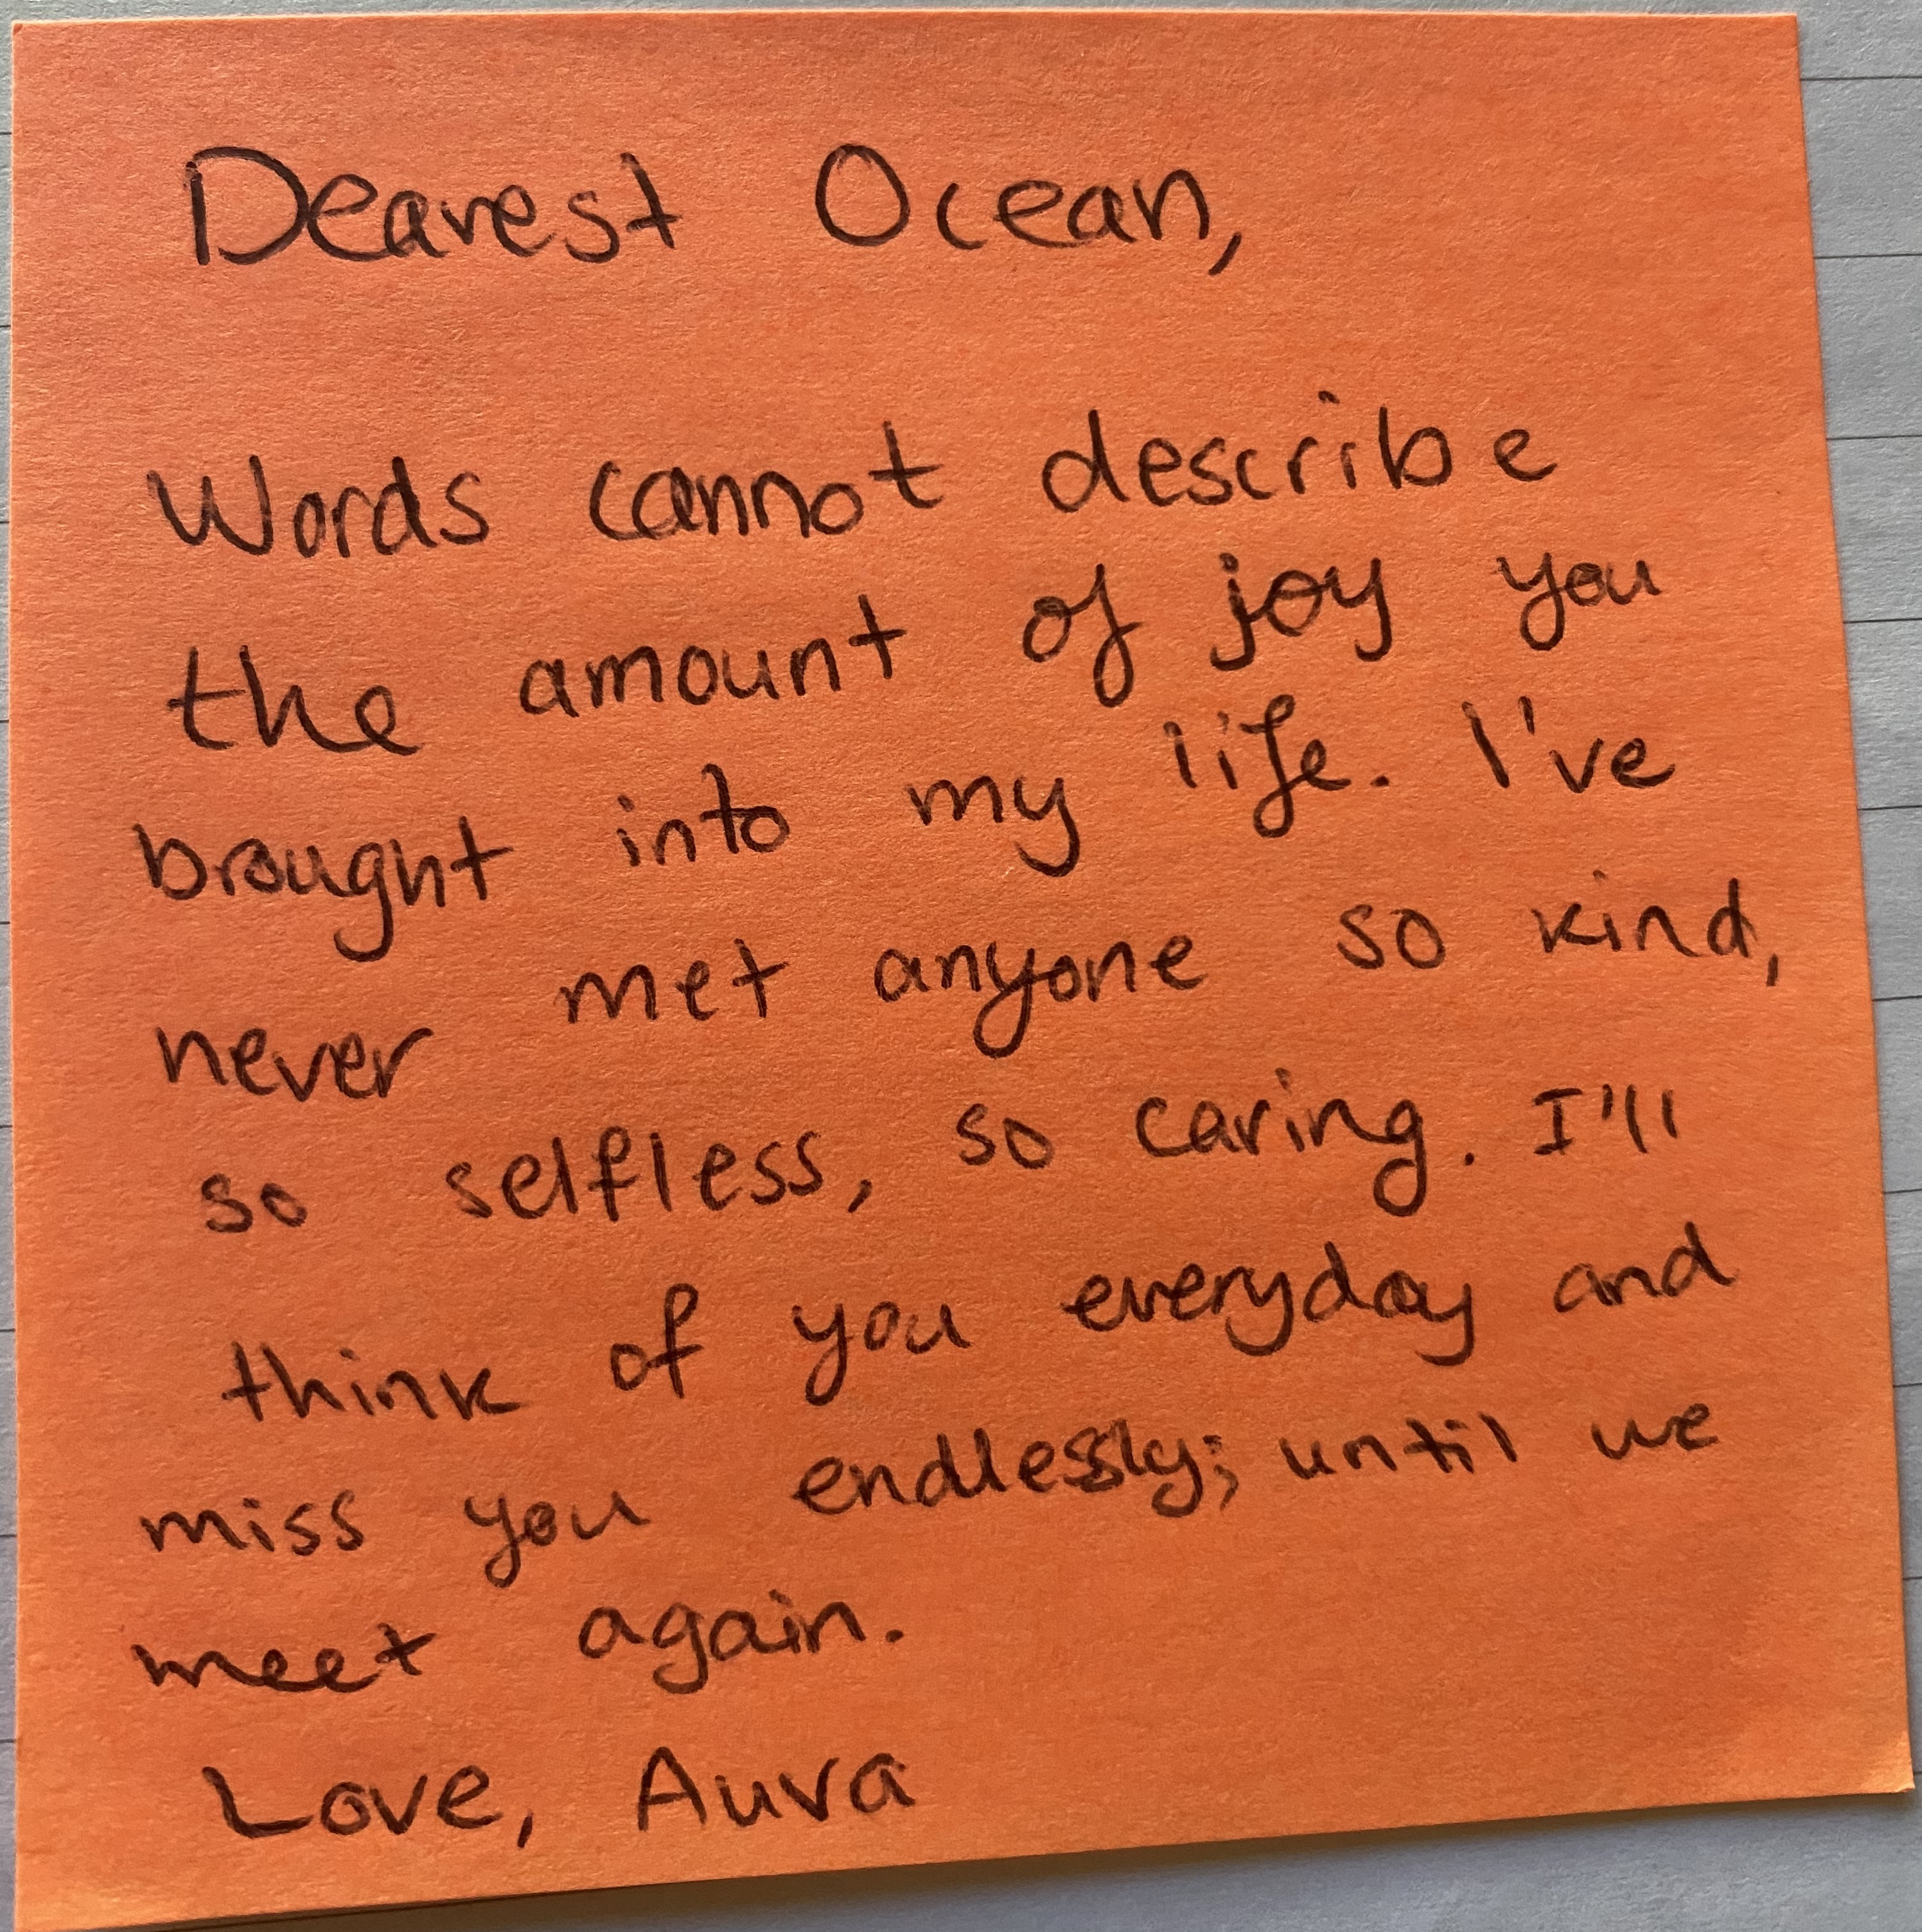 Dearest Ocean,
Words cannot describe
the amount of joy you
brought into my life. I've
never met anyone so kind,
so selfless, so caring. I'll
think of you everyday and
miss you endlessly; until we
meet again.
Love, Auva